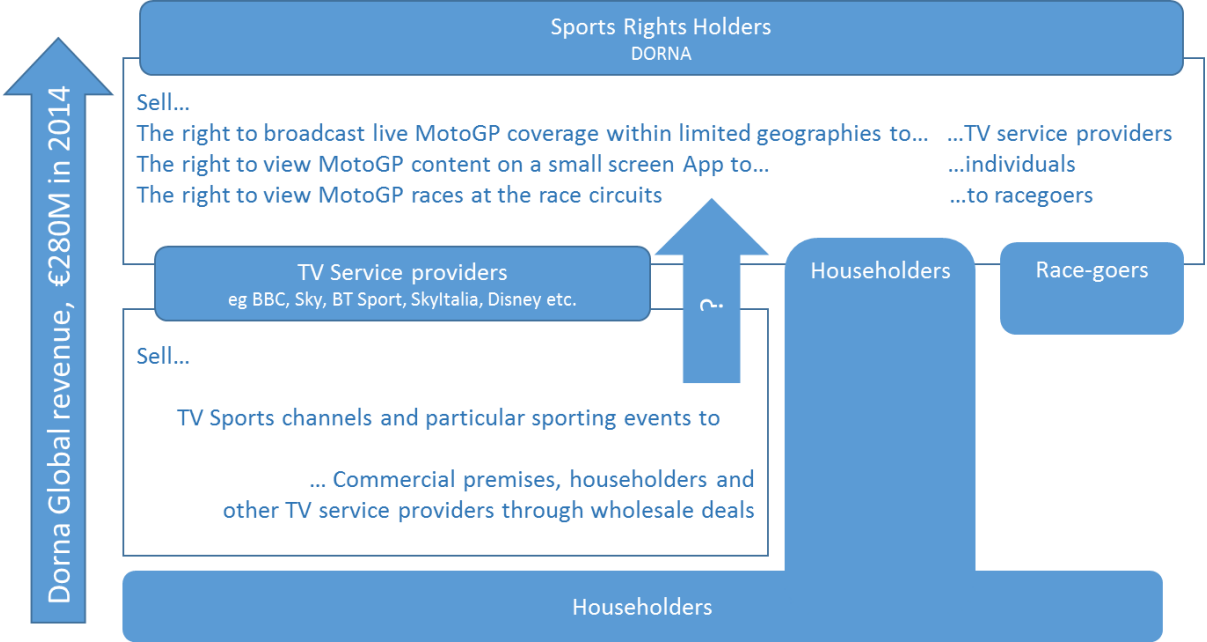 Sports Rights Holders
DORNA
Dorna Global revenue, €280M in 2014
Sell...
The right to broadcast live MotoGP coverage within limited geographies to... ...TV service providers
The right to view MotoGP content on a small screen App to... ...individuals
The right to view MotoGP races at the race circuits ...to racegoers
TV Service providers
eg BBC, Sky, BT Sport, SkyItalia, Disney etc.
?
Householders
Race-goers
Sell...
TV Sports channels and particular sporting events to
... Commercial premises, householders and
other TV service providers through wholesale deals
Householders